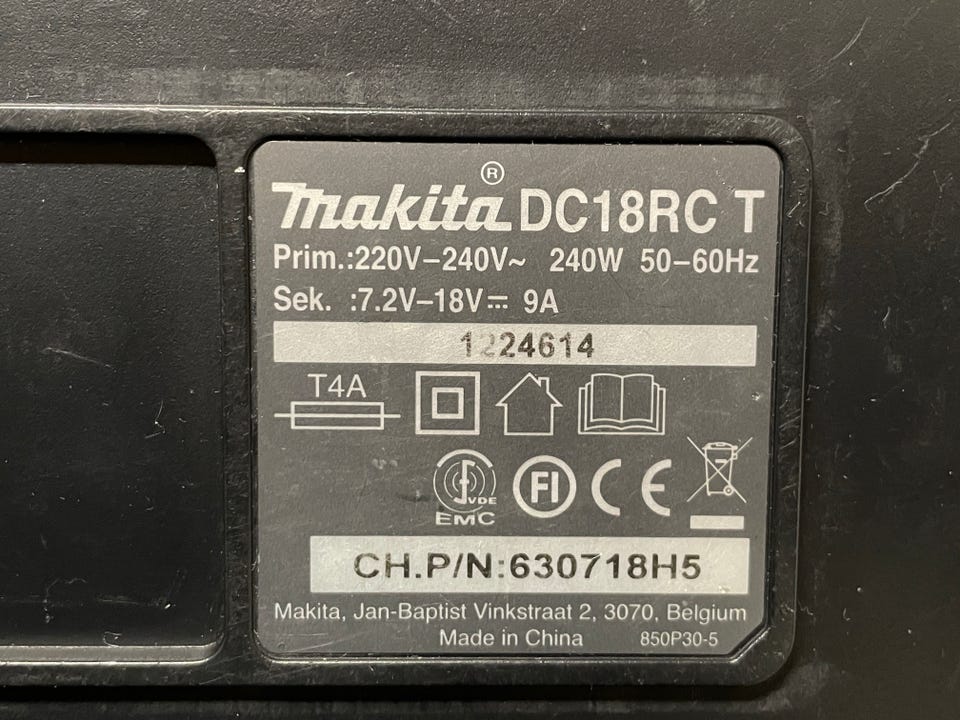 makita® DC18RC T
Prim.:220V–240V~ 240W 50–60Hz
Sek. :7.2V–18V⎓ 9A
1224614
T4A
VDE
EMC
FI CE
CH.P/N:630718H5
Makita, Jan-Baptist Vinkstraat 2, 3070, Belgium
Made in China 850P30-5